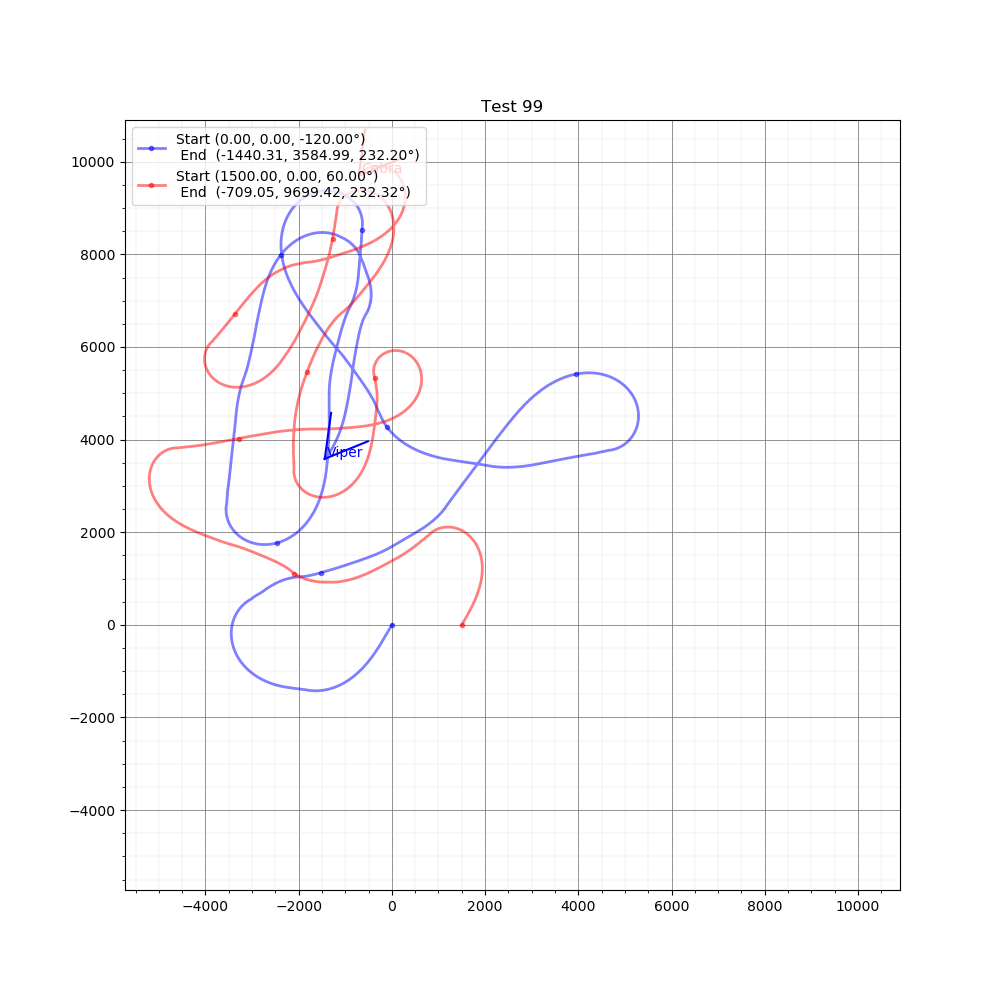 Test 99
Start (0.00, 0.00, -120.00°)
End (-1440.31, 3584.99, 232.20°)
Start (1500.00, 0.00, 60.00°)
End (-709.05, 9699.42, 232.32°)
Cobra
Viper
10000
8000
6000
4000
2000
0
−2000
−4000
−4000 −2000 0 2000 4000 6000 8000 10000